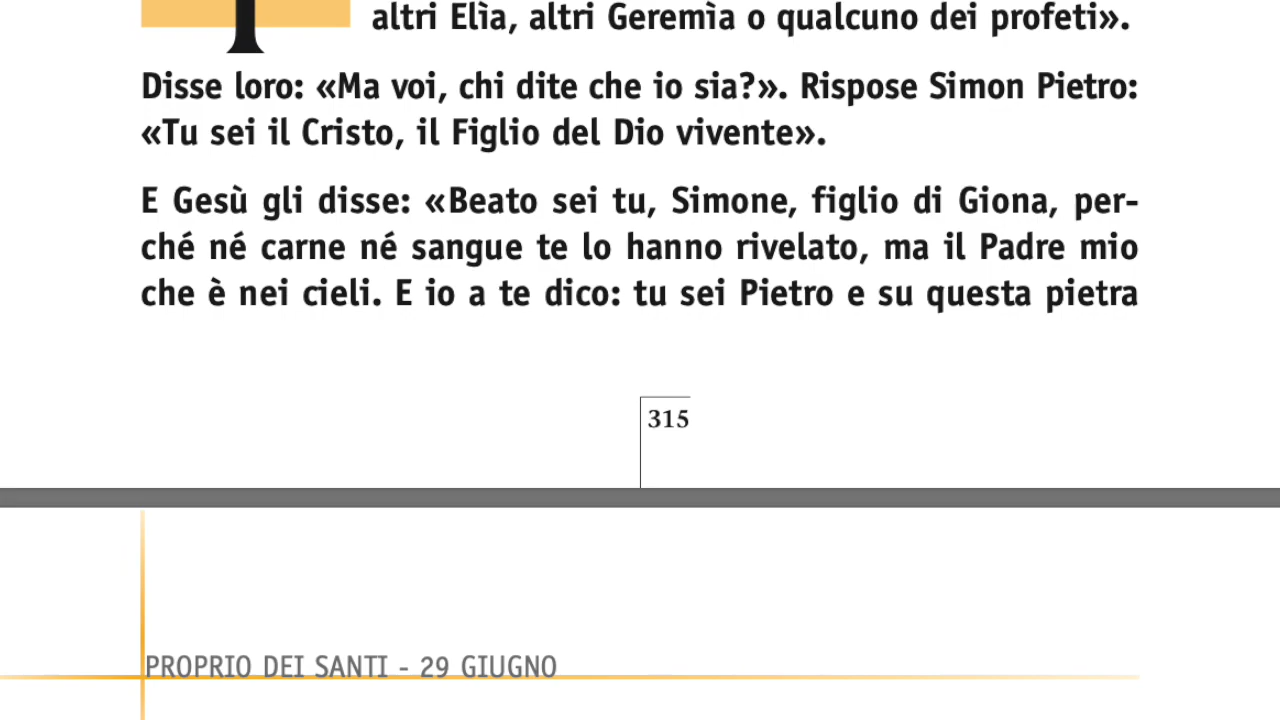 altri Elìa, altri Geremìa o qualcuno dei profeti».
Disse loro: «Ma voi, chi dite che io sia?». Rispose Simon Pietro:
«Tu sei il Cristo, il Figlio del Dio vivente».
E Gesù gli disse: «Beato sei tu, Simone, figlio di Giona, per-
ché né carne né sangue te lo hanno rivelato, ma il Padre mio
che è nei cieli. E io a te dico: tu sei Pietro e su questa pietra
315
PROPRIO DEI SANTI - 29 GIUGNO